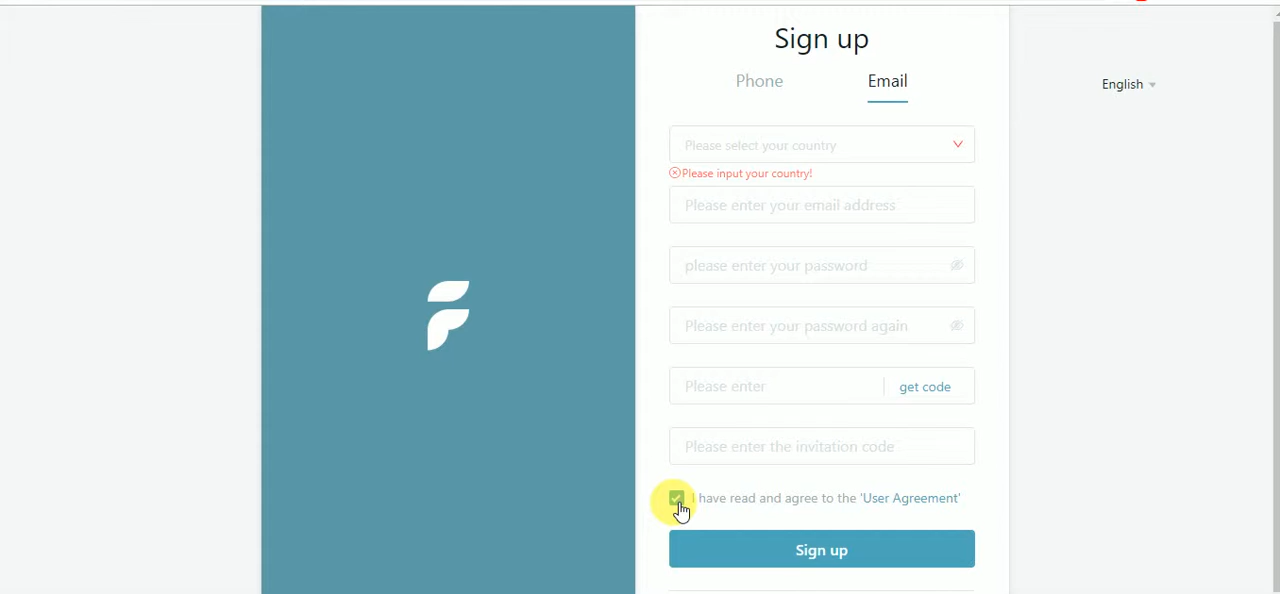 Sign up
Phone
Email
English
Please select your country
Please input your country!
Please enter your email address
please enter your password
Please enter your password again
Please enter
get code
Please enter the invitation code
I have read and agree to the 'User Agreement'
Sign up